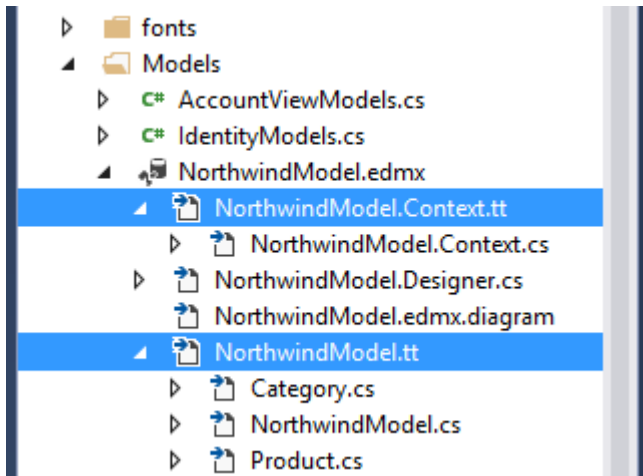 fonts
Models
C# AccountViewModels.cs
C# IdentityModels.cs
NorthwindModel.edmx
NorthwindModel.Context.tt
NorthwindModel.Context.cs
NorthwindModel.Designer.cs
NorthwindModel.edmx.diagram
NorthwindModel.tt
Category.cs
NorthwindModel.cs
Product.cs